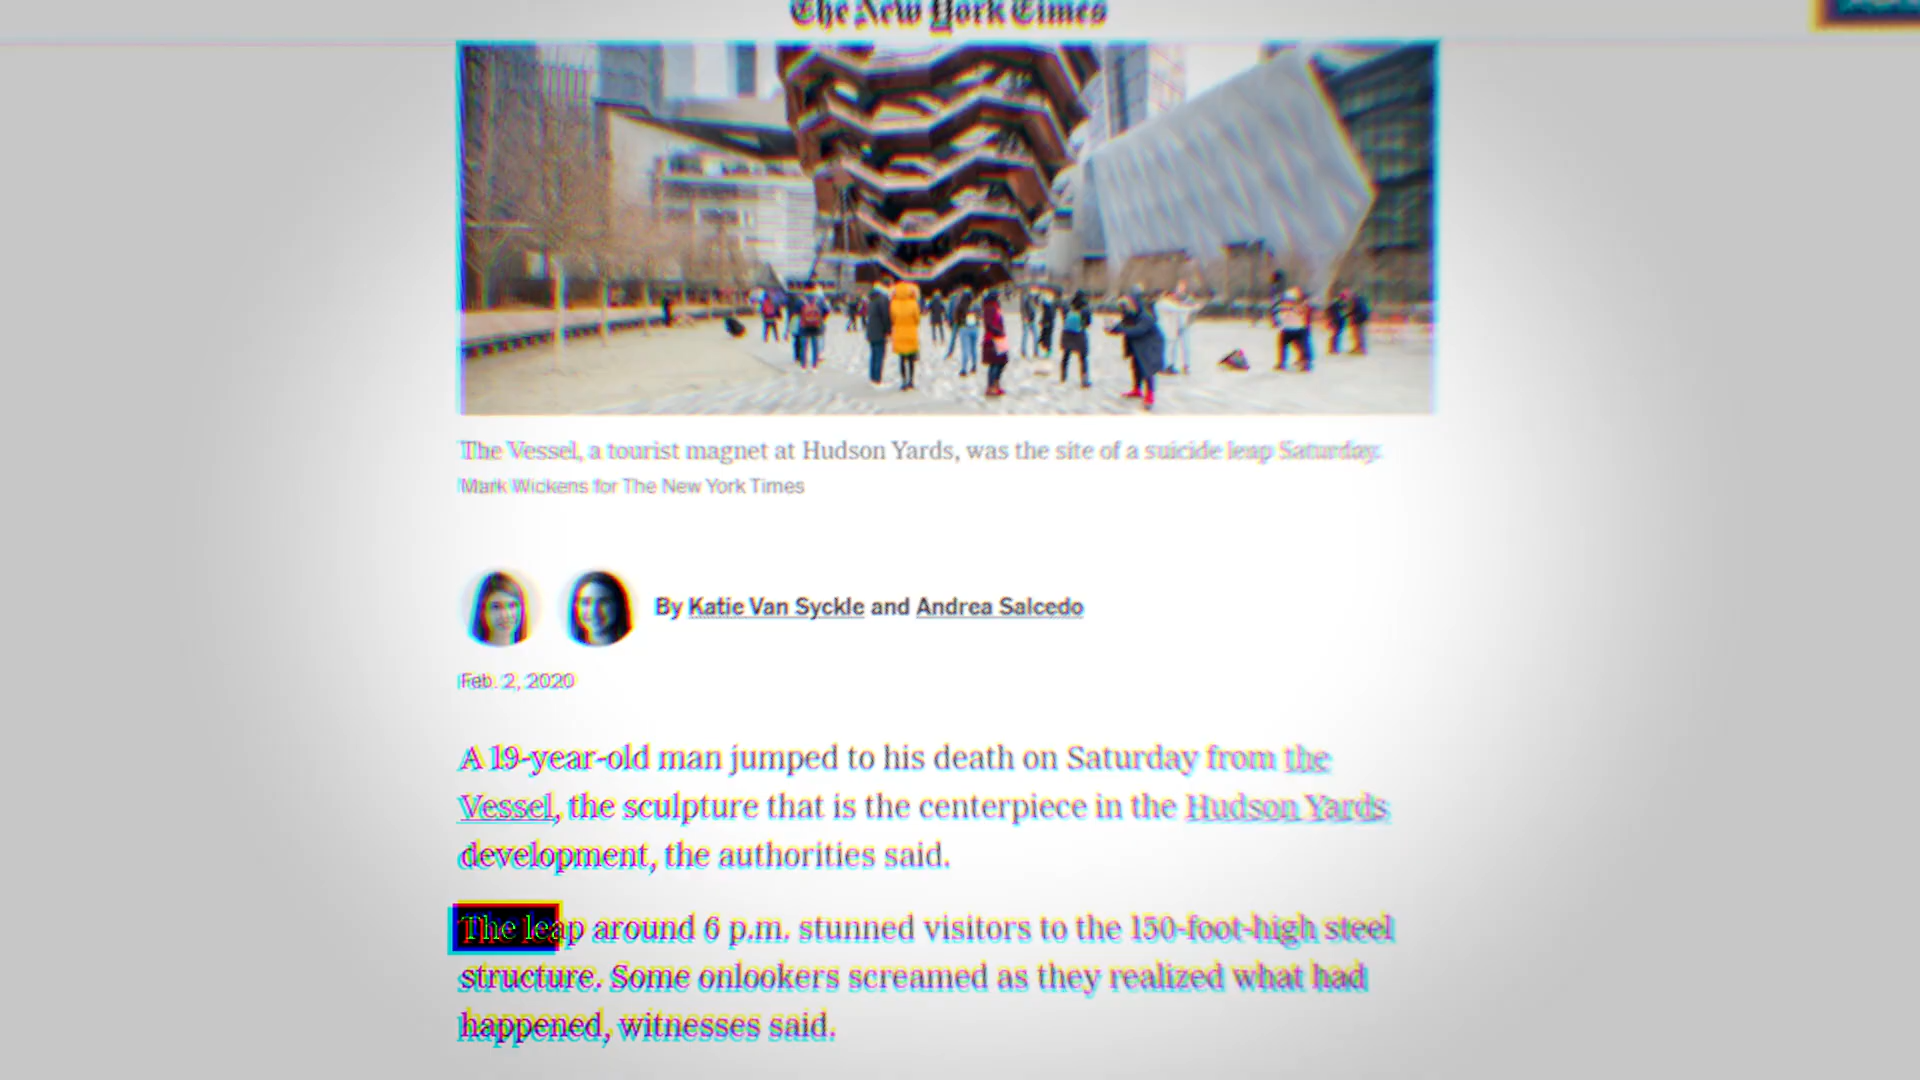 The New York Times
The Vessel, a tourist magnet at Hudson Yards, was the site of a suicide leap Saturday.
Mark Wickens for The New York Times
By Katie Van Syckle and Andrea Salcedo
Feb. 2, 2020
A 19-year-old man jumped to his death on Saturday from the
Vessel, the sculpture that is the centerpiece in the Hudson Yards
development, the authorities said.
The leap around 6 p.m. stunned visitors to the 150-foot-high steel
structure. Some onlookers screamed as they realized what had
happened, witnesses said.